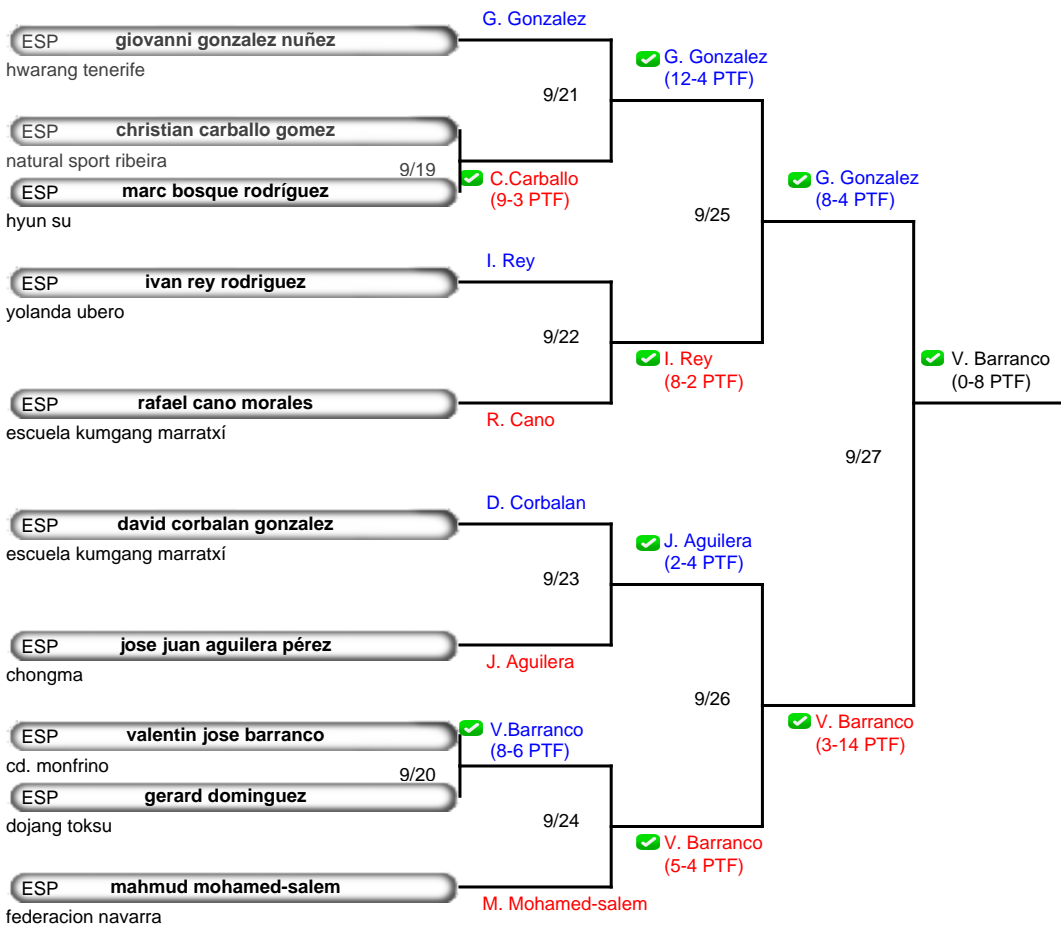 G. Gonzalez
ESP giovanni gonzalez nuñez
hwarang tenerife
G. Gonzalez
(12-4 PTF)
9/21
ESP christian carballo gomez
natural sport ribeira
9/19
ESP marc bosque rodríguez
hyun su
C.Carballo
(9-3 PTF)
G. Gonzalez
(8-4 PTF)
9/25
I. Rey
ESP ivan rey rodriguez
yolanda ubero
9/22
I. Rey
(8-2 PTF)
ESP rafael cano morales
escuela kumgang marratxí
R. Cano
V. Barranco
(0-8 PTF)
9/27
D. Corbalan
ESP david corbalan gonzalez
escuela kumgang marratxí
J. Aguilera
(2-4 PTF)
9/23
ESP jose juan aguilera pérez
chongma
J. Aguilera
9/26
V. Barranco
(3-14 PTF)
ESP valentin jose barranco
cd. monfrino
V.Barranco
(8-6 PTF)
9/20
ESP gerard dominguez
dojang toksu
9/24
V. Barranco
(5-4 PTF)
ESP mahmud mohamed-salem
federacion navarra
M. Mohamed-salem